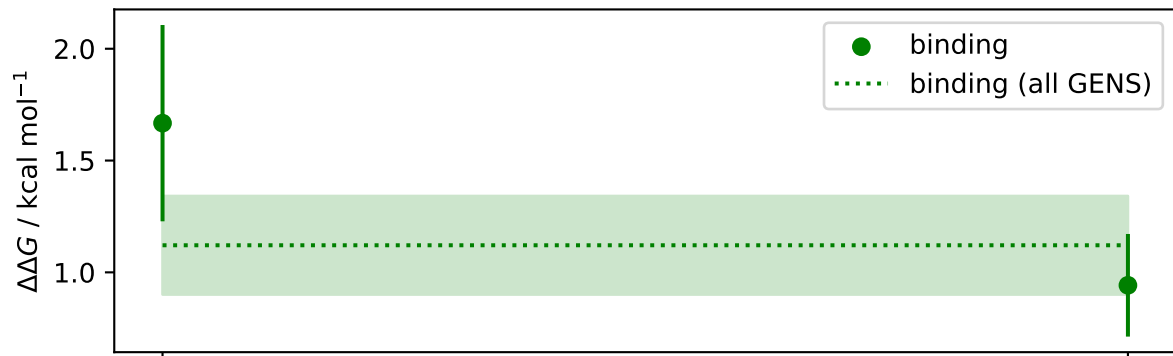 2.0
1.5
1.0
ΔΔG / kcal mol⁻¹
binding
binding (all GENS)